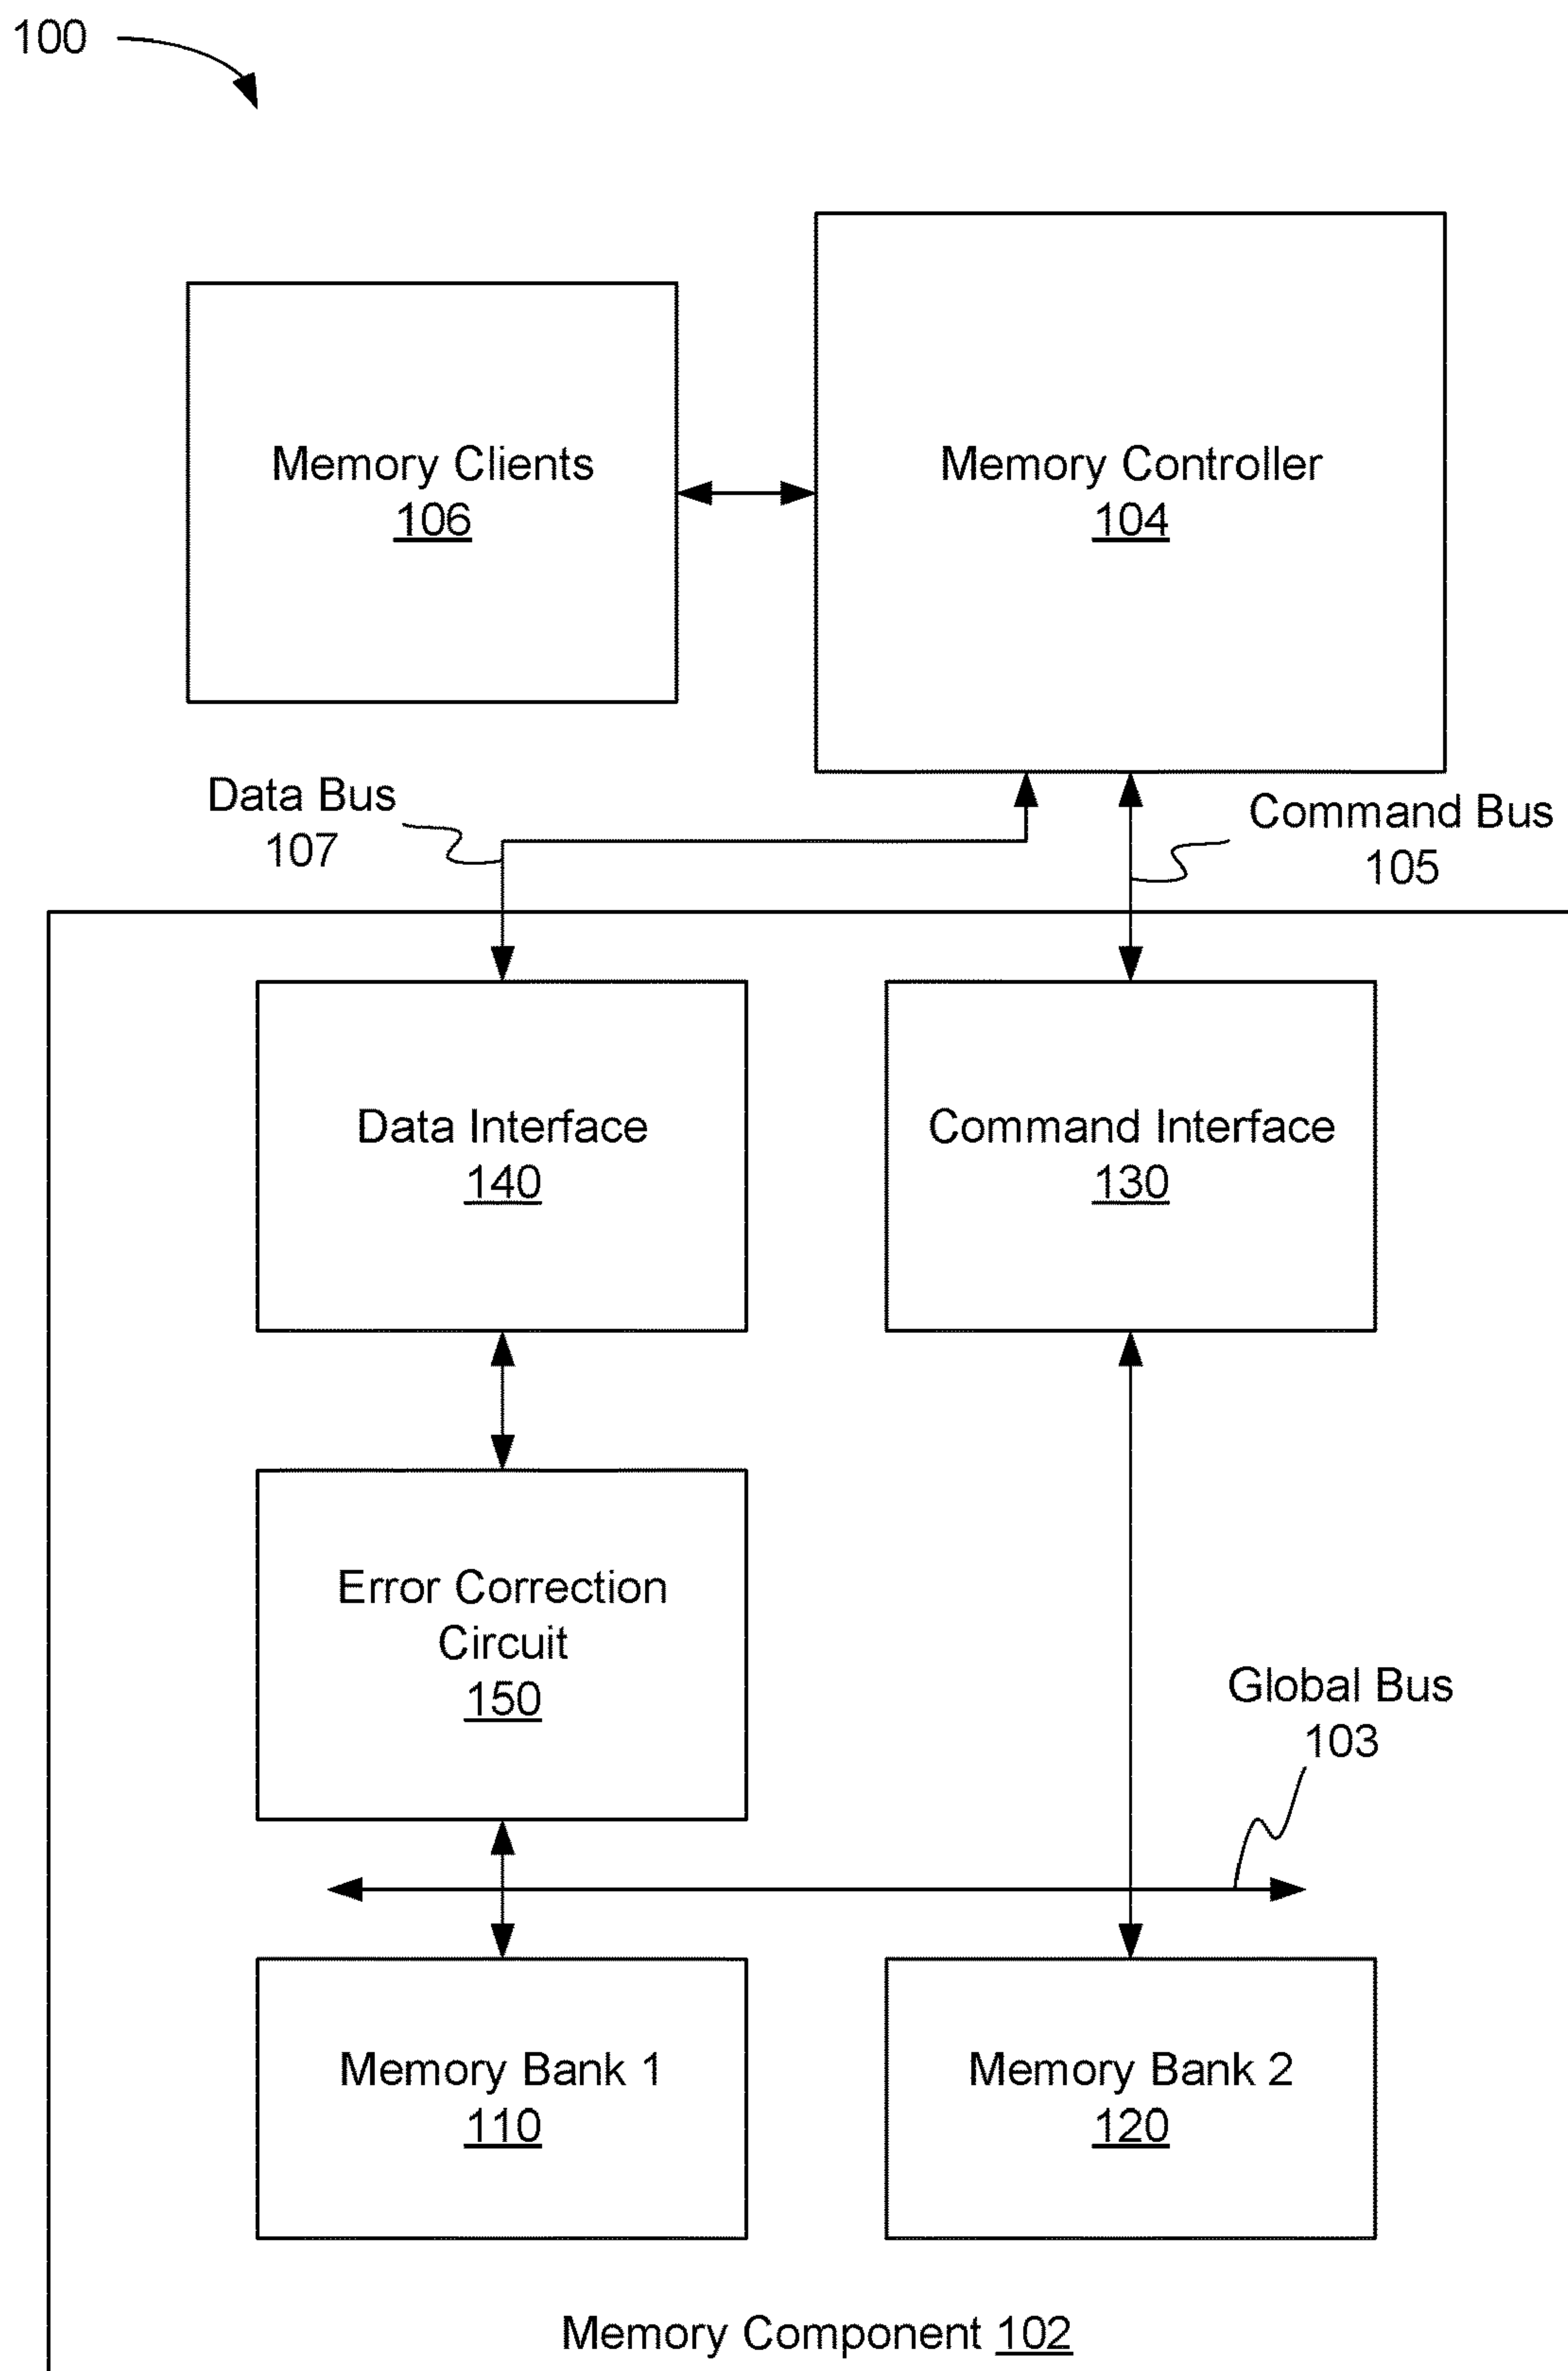 100
Memory Clients
106
Memory Controller
104
Data Bus
107
Command Bus
105
Data Interface
140
Command Interface
130
Error Correction
Circuit
150
Global Bus
103
Memory Bank 1
110
Memory Bank 2
120
Memory Component 102